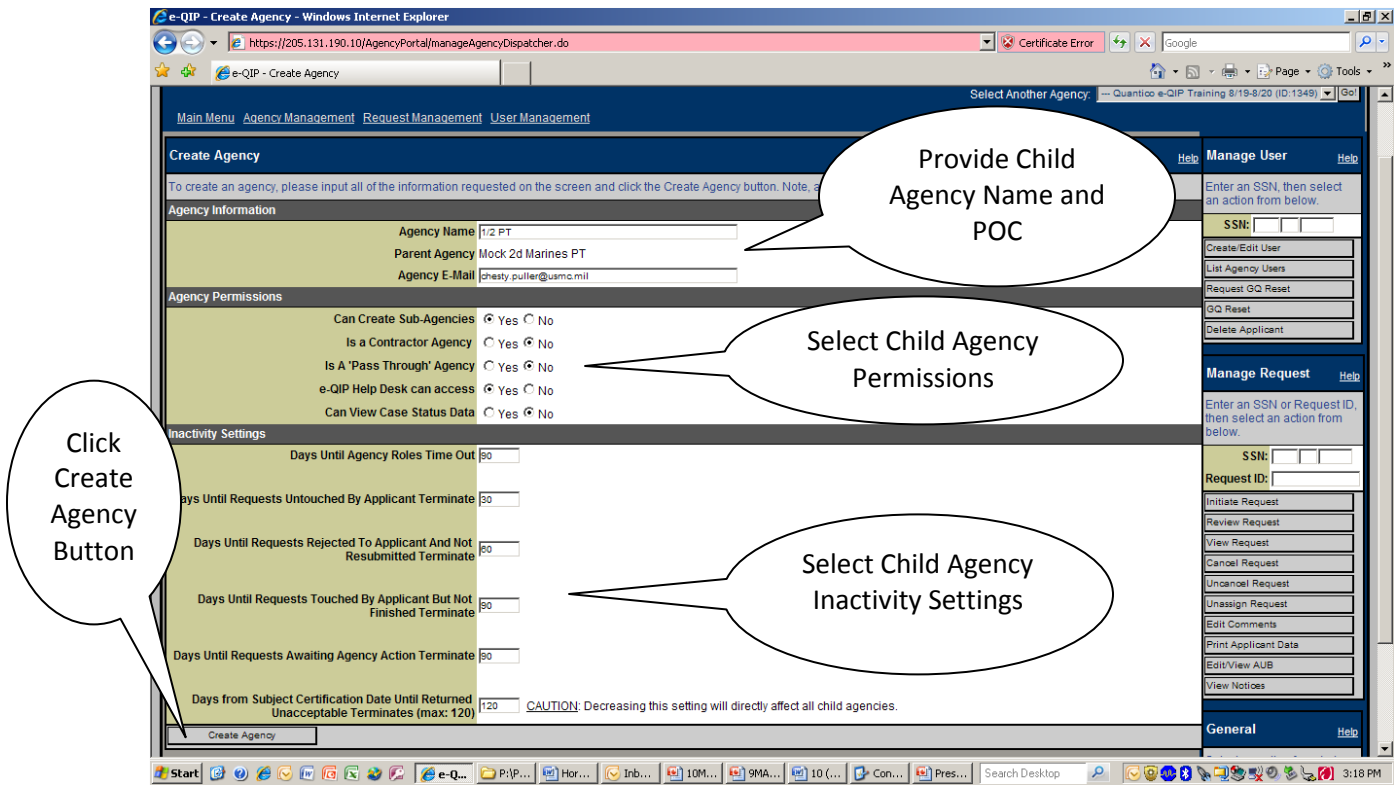 e-QIP - Create Agency - Windows Internet Explorer
https://205.131.190.10/AgencyPortal/manageAgencyDispatcher.do
Certificate Error
Google
e-QIP - Create Agency
Page
Tools
Select Another Agency: --- Quantico e-QIP Training 8/19-8/20 (ID:1349) Go!
Main Menu Agency Management Request Management User Management
Create Agency
Help
To create an agency, please input all of the information requested on the screen and click the Create Agency button. Note, a
Agency Information
Agency Name 1/2 PT
Parent Agency Mock 2d Marines PT
Agency E-Mail chesty.puller@usmc.mil
Provide Child
Agency Name and
POC
Agency Permissions
Can Create Sub-Agencies Yes No
Is a Contractor Agency Yes No
Is A 'Pass Through' Agency Yes No
e-QIP Help Desk can access Yes No
Can View Case Status Data Yes No
Select Child Agency
Permissions
Inactivity Settings
Days Until Agency Roles Time Out 90
ays Until Requests Untouched By Applicant Terminate 30
Days Until Requests Rejected To Applicant And Not
Resubmitted Terminate 60
Days Until Requests Touched By Applicant But Not
Finished Terminate 90
Days Until Requests Awaiting Agency Action Terminate 90
Days from Subject Certification Date Until Returned
Unacceptable Terminates (max: 120) 120 CAUTION: Decreasing this setting will directly affect all child agencies.
Select Child Agency
Inactivity Settings
Click
Create
Agency
Button
Create Agency
Manage User Help
Enter an SSN, then select
an action from below.
SSN:
Create/Edit User
List Agency Users
Request GQ Reset
GQ Reset
Delete Applicant
Manage Request Help
Enter an SSN or Request ID,
then select an action from
below.
SSN:
Request ID:
Initiate Request
Review Request
View Request
Cancel Request
Uncancel Request
Unassign Request
Edit Comments
Print Applicant Data
Edit/View AUB
View Notices
General Help
Start
e-Q...
P:\P...
Hor...
Inb...
10M...
9MA...
10 (...
Con...
Pres...
Search Desktop
3:18 PM